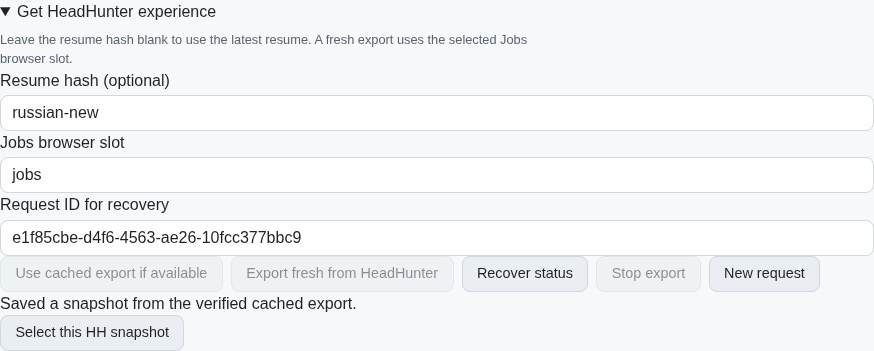 Get HeadHunter experience
Leave the resume hash blank to use the latest resume. A fresh export uses the selected Jobs
browser slot.
Resume hash (optional)
russian-new
Jobs browser slot
jobs
Request ID for recovery
e1f85cbe-d4f6-4563-ae26-10fcc377bbc9
Use cached export if available Export fresh from HeadHunter Recover status Stop export New request
Saved a snapshot from the verified cached export.
Select this HH snapshot